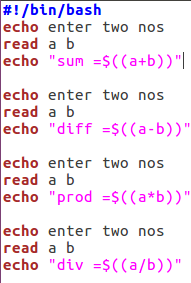 #!/bin/bash
echo enter two nos
read a b
echo "sum =$((a+b))"
echo enter two nos
read a b
echo "diff =$((a-b))"
echo enter two nos
read a b
echo "prod =$((a*b))"
echo enter two nos
read a b
echo "div =$((a/b))"